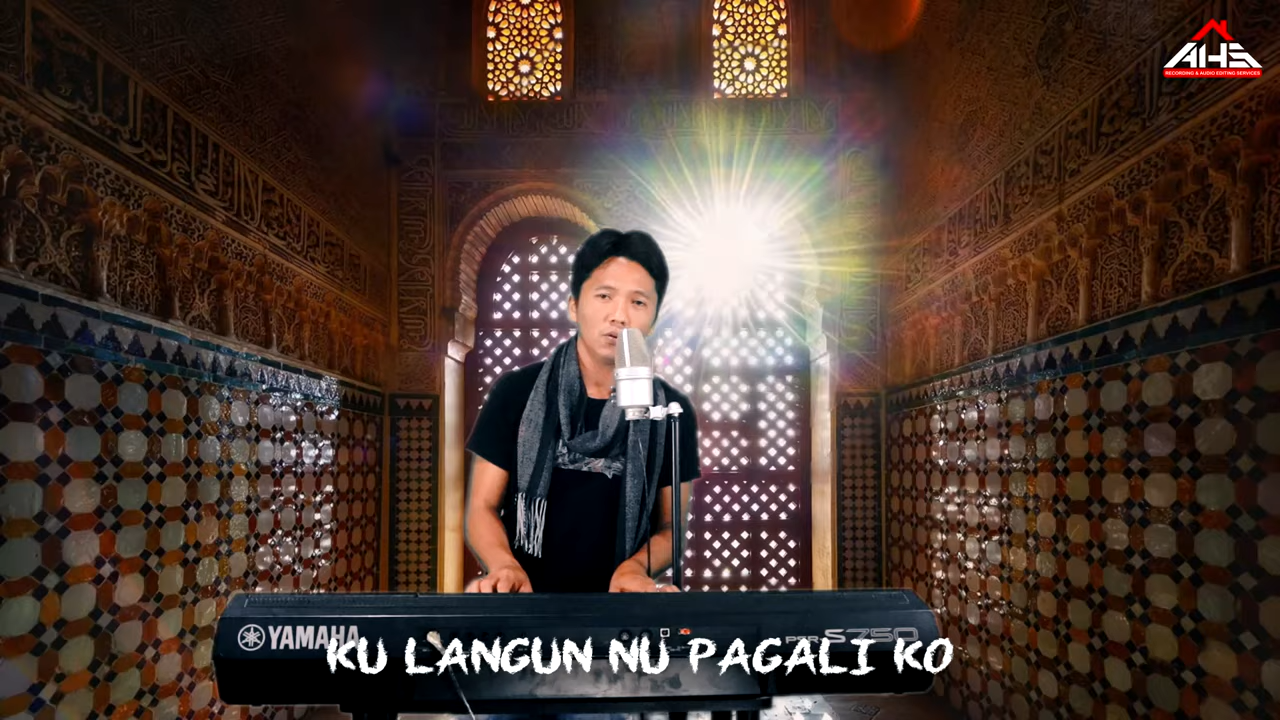 AHS
RECORDING & AUDIO EDITING SERVICES
YAMAHA
PSR-S750
KU LANGUN NU PAGALI KO